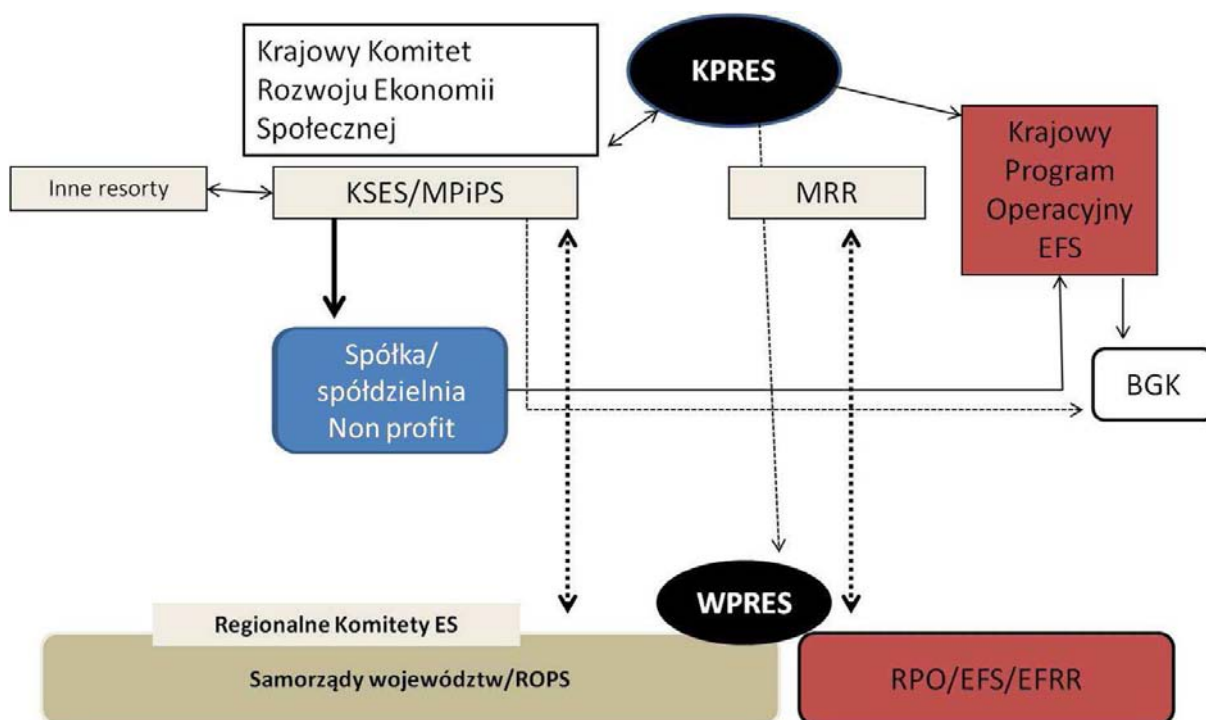 Krajowy Komitet
Rozwoju Ekonomii
Społecznej
KPRES
Krajowy
Program
Operacyjny
EFS
Inne resorty
KSES/MPiPS
MRR
Spółka/
spółdzielnia
Non profit
BGK
WPRES
Regionalne Komitety ES
Samorządy województw/ROPS
RPO/EFS/EFRR